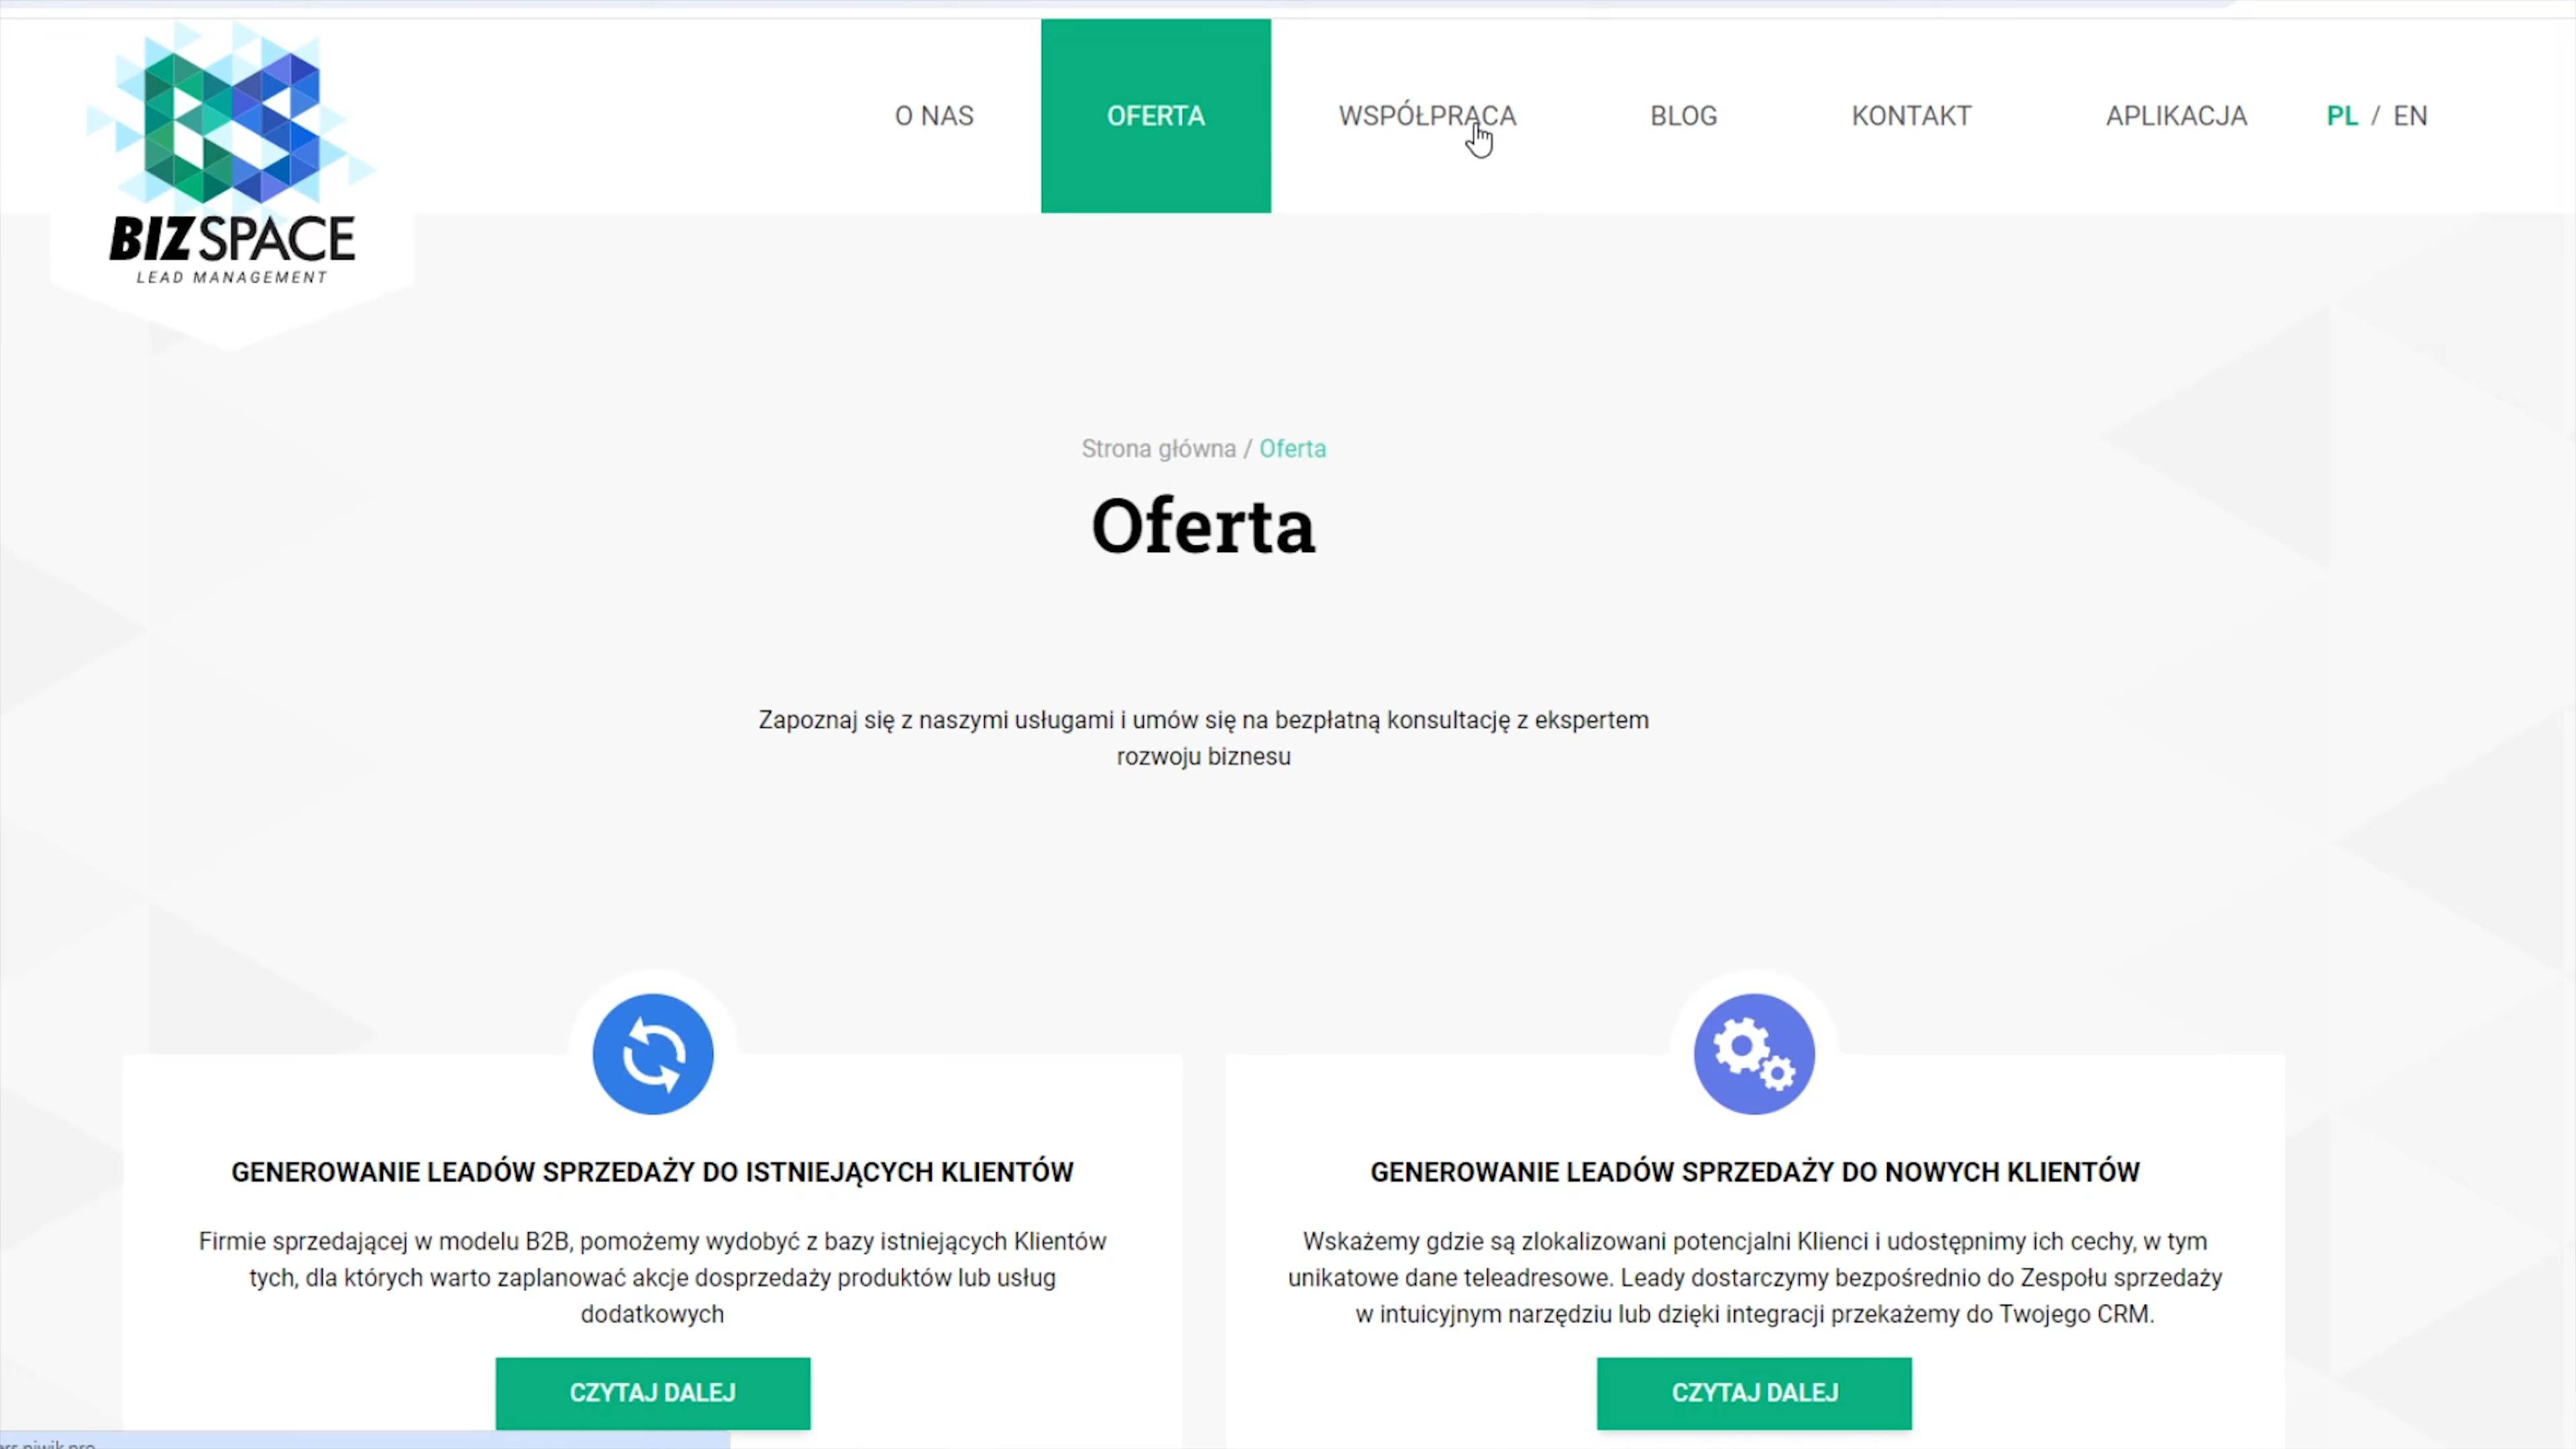 O NAS
OFERTA
WSPÓŁPRACA
BLOG
KONTAKT
APLIKACJA
PL / EN
BIZSPACE
LEAD MANAGEMENT
Strona główna / Oferta
Oferta
Zapoznaj się z naszymi usługami i umów się na bezpłatną konsultację z ekspertem
rozwoju biznesu
GENEROWANIE LEADÓW SPRZEDAŻY DO ISTNIEJĄCYCH KLIENTÓW
Firmie sprzedającej w modelu B2B, pomożemy wydobyć z bazy istniejących Klientów
tych, dla których warto zaplanować akcje dosprzedaży produktów lub usług
dodatkowych
CZYTAJ DALEJ
GENEROWANIE LEADÓW SPRZEDAŻY DO NOWYCH KLIENTÓW
Wskażemy gdzie są zlokalizowani potencjalni Klienci i udostępnimy ich cechy, w tym
unikatowe dane teleadresowe. Leady dostarczymy bezpośrednio do Zespołu sprzedaży
w intuicyjnym narzędziu lub dzięki integracji przekażemy do Twojego CRM.
CZYTAJ DALEJ